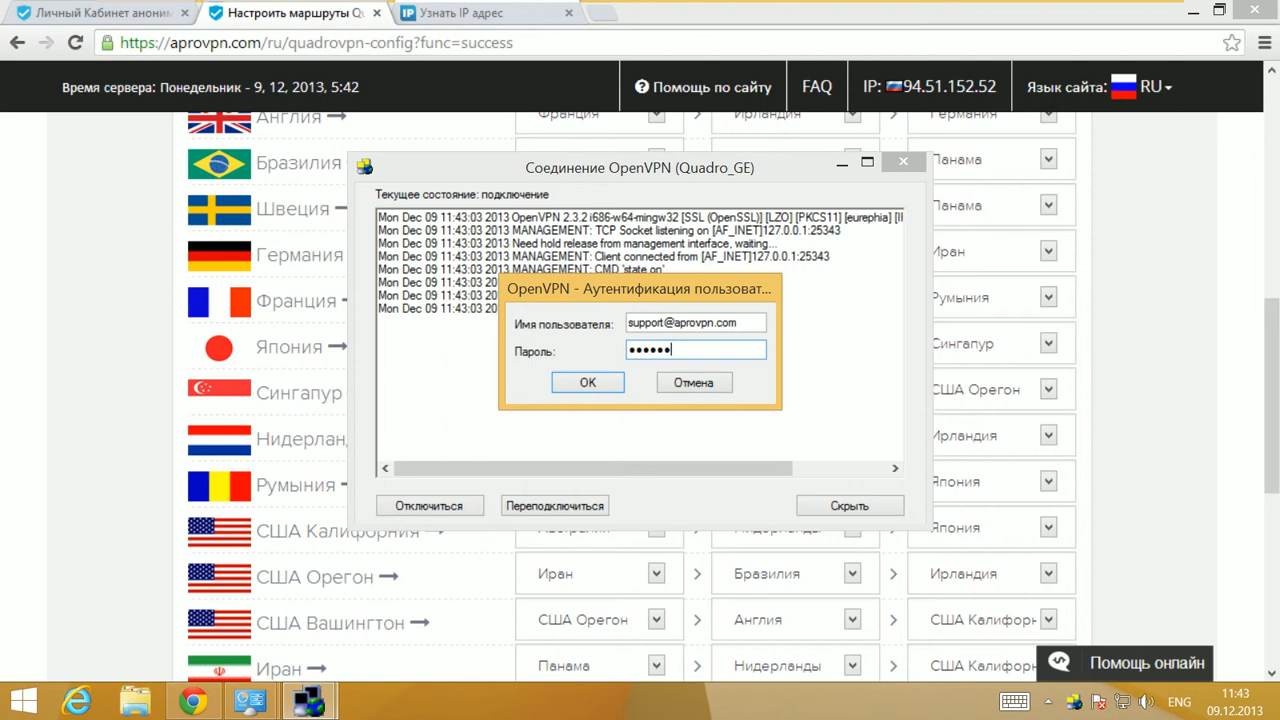 Личный Кабинет аноним
Настроить маршруты Qu
IP Узнать IP адрес
https://aprovpn.com/ru/quadrovpn-config?func=success
Время сервера: Понедельник - 9, 12, 2013, 5:42
Помощь по сайту
FAQ
IP: 94.51.152.52
Язык сайта: RU
Англия Франция Ирландия Германия
Бразилия Панама
Швеция Панама
Германия Иран
Франция Румыния
Япония Сингапур
Сингапур США Орегон
Нидерлан Ирландия
Румыния Япония
США Калифорния Австралия Нидерланды Япония
США Орегон Иран Бразилия Ирландия
США Вашингтон США Орегон Англия США Калифорн
Иран Панама Нидерланды США Калифорн
Соединение OpenVPN (Quadro_GE)
Текущее состояние: подключение
Mon Dec 09 11:43:03 2013 OpenVPN 2.3.2 i686-w64-mingw32 [SSL (OpenSSL)] [LZO] [PKCS11] [eurephia] [II
Mon Dec 09 11:43:03 2013 MANAGEMENT: TCP Socket listening on [AF_INET]127.0.0.1:25343
Mon Dec 09 11:43:03 2013 Need hold release from management interface, waiting...
Mon Dec 09 11:43:03 2013 MANAGEMENT: Client connected from [AF_INET]127.0.0.1:25343
Mon Dec 09 11:43:03 2013 MANAGEMENT: CMD 'state on'
Mon Dec 09 11:43:03 20
Mon Dec 09 11:43:03 20
Mon Dec 09 11:43:03 20
OpenVPN - Аутентификация пользоват...
Имя пользователя: support@aprovpn.com
Пароль: ••••••
OK
Отмена
Отключиться
Переподключиться
Скрыть
Помощь онлайн
ENG
11:43
09.12.2013